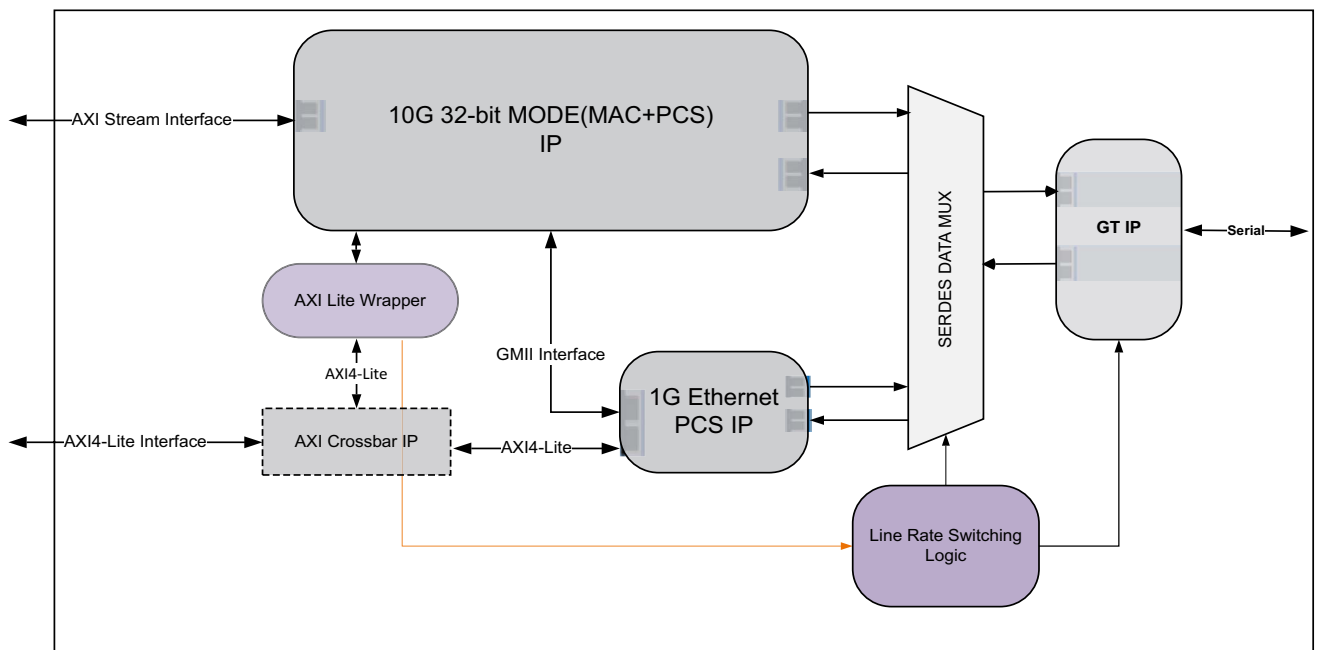 10G 32-bit MODE(MAC+PCS)
IP
AXI Stream Interface
SERDES DATA MUX
GT IP
Serial
AXI Lite Wrapper
GMII Interface
AXI4-Lite
1G Ethernet
PCS IP
AXI4-Lite Interface
AXI Crossbar IP
AXI4-Lite
Line Rate Switching
Logic